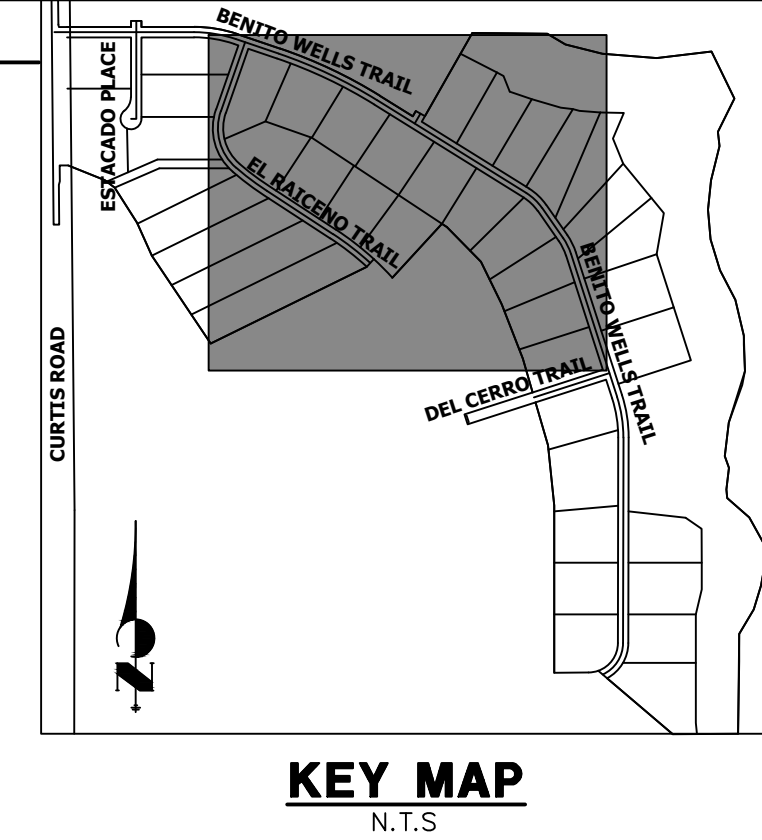 BENITO WELLS TRAIL
ESTACADO PLACE
EL RAICENO TRAIL
BENITO WELLS TRAIL
CURTIS ROAD
DEL CERRO TRAIL
N
KEY MAP
N.T.S